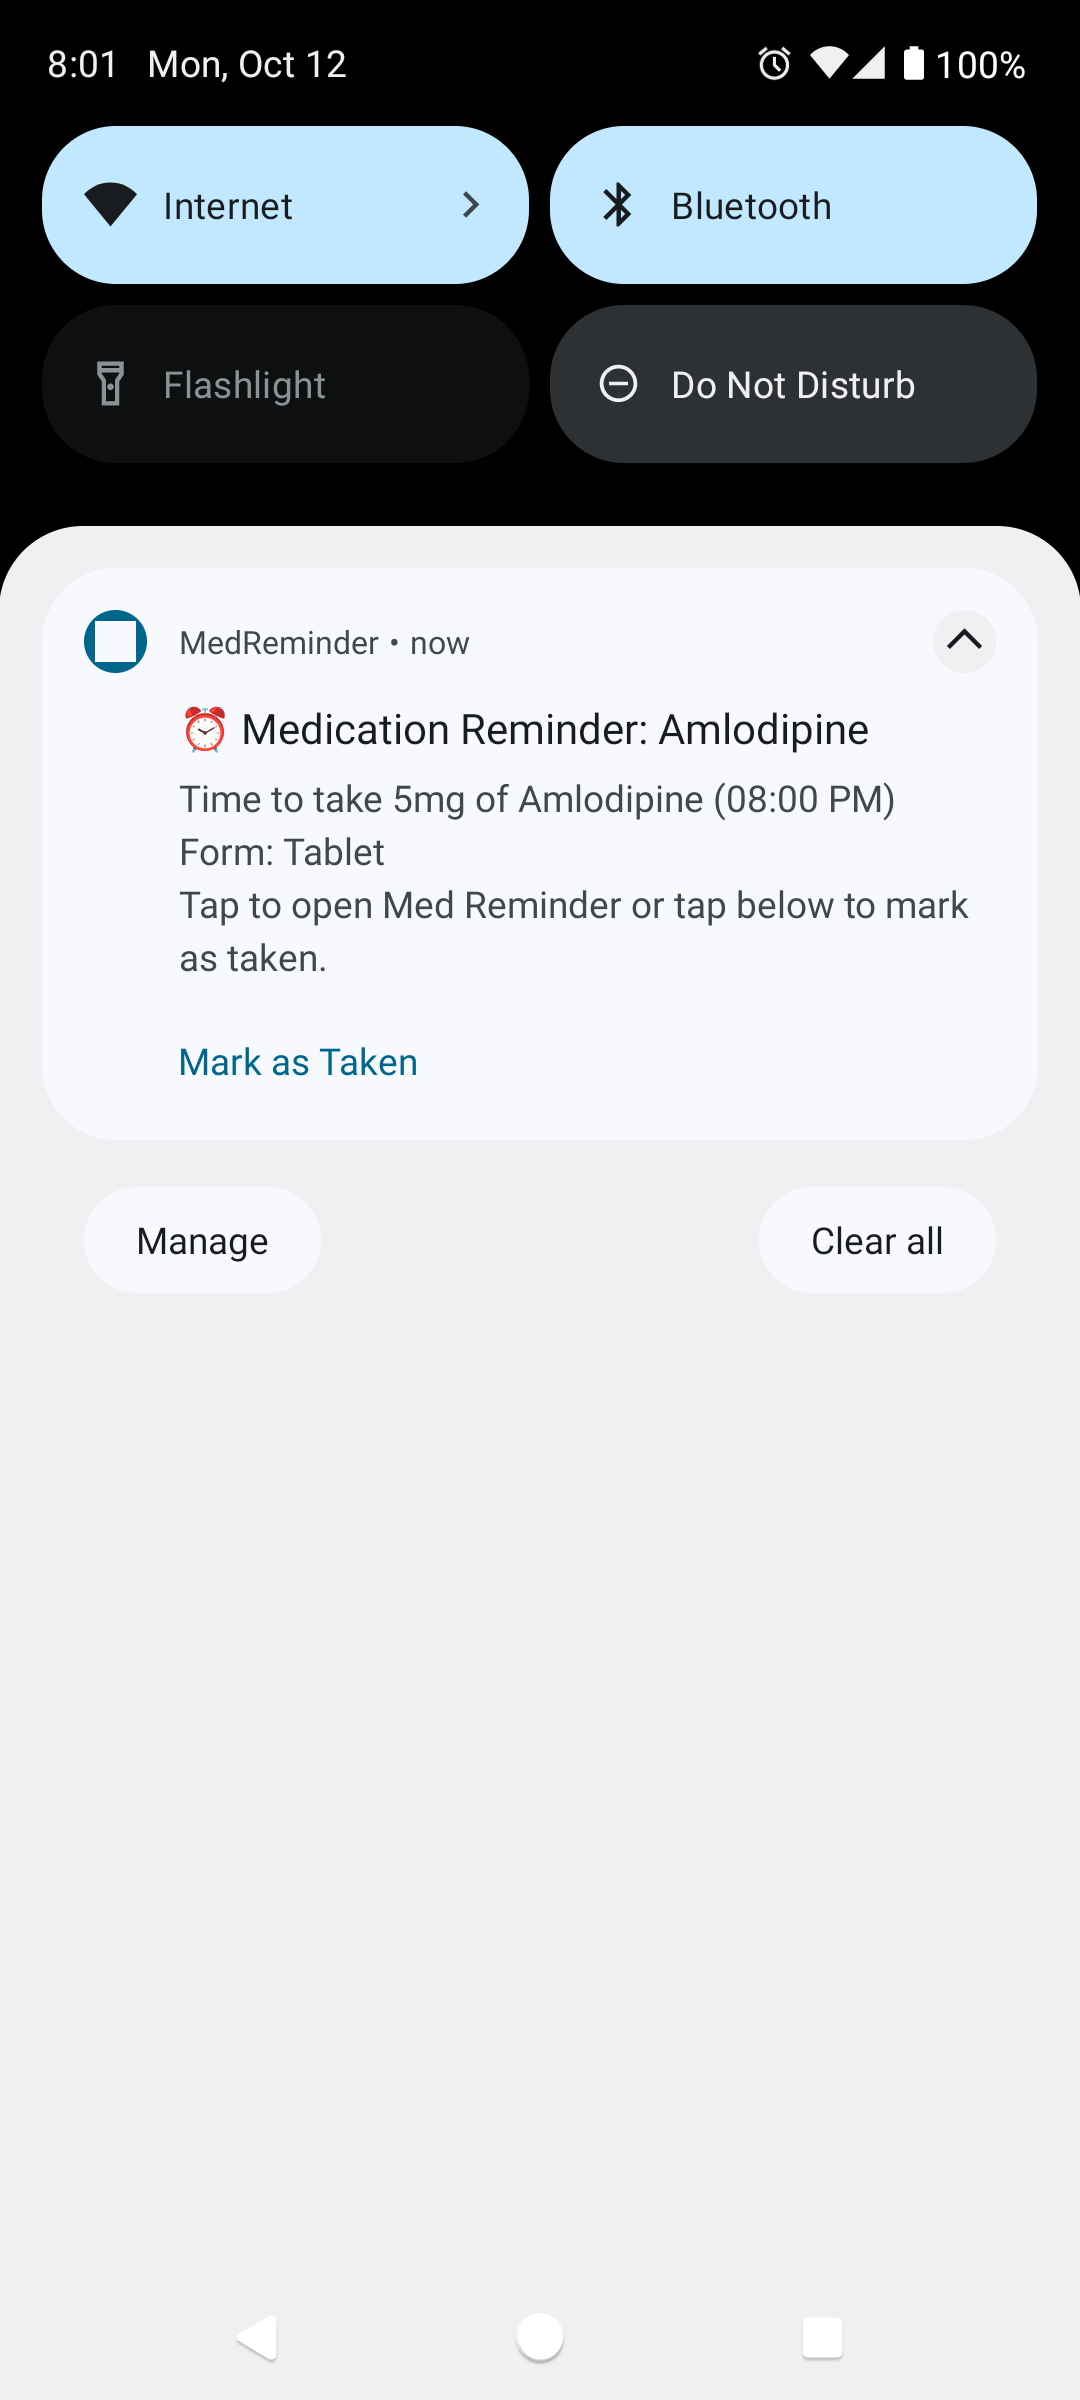 8:01 Mon, Oct 12 100%
Internet Bluetooth
Flashlight Do Not Disturb
MedReminder • now
⏰ Medication Reminder: Amlodipine
Time to take 5mg of Amlodipine (08:00 PM)
Form: Tablet
Tap to open Med Reminder or tap below to mark
as taken.
Mark as Taken
Manage Clear all